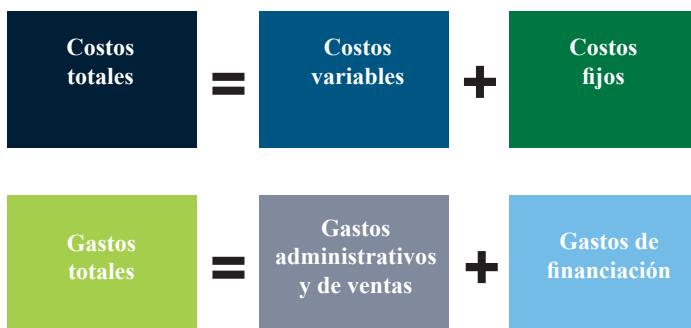 Costos
totales
=
Costos
variables
+
Costos
fijos
Gastos
totales
=
Gastos
administrativos
y de ventas
+
Gastos de
financiación